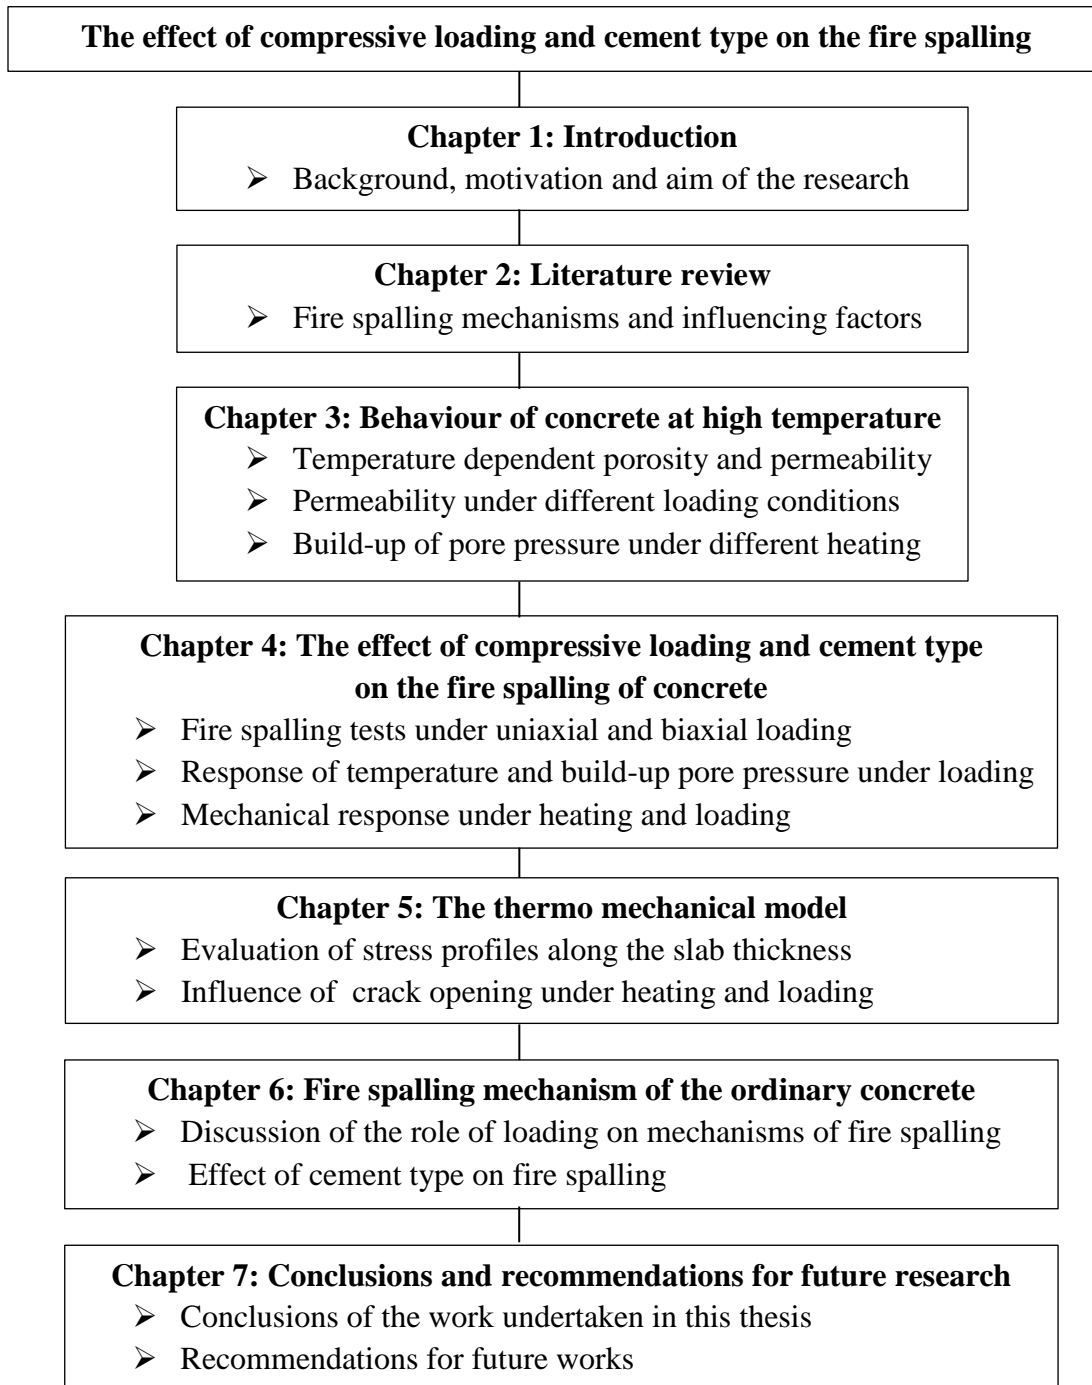 The effect of compressive loading and cement type on the fire spalling
Chapter 1: Introduction
➢ Background, motivation and aim of the research
Chapter 2: Literature review
➢ Fire spalling mechanisms and influencing factors
Chapter 3: Behaviour of concrete at high temperature
➢ Temperature dependent porosity and permeability
➢ Permeability under different loading conditions
➢ Build-up of pore pressure under different heating
Chapter 4: The effect of compressive loading and cement type
on the fire spalling of concrete
➢ Fire spalling tests under uniaxial and biaxial loading
➢ Response of temperature and build-up pore pressure under loading
➢ Mechanical response under heating and loading
Chapter 5: The thermo mechanical model
➢ Evaluation of stress profiles along the slab thickness
➢ Influence of crack opening under heating and loading
Chapter 6: Fire spalling mechanism of the ordinary concrete
➢ Discussion of the role of loading on mechanisms of fire spalling
➢ Effect of cement type on fire spalling
Chapter 7: Conclusions and recommendations for future research
➢ Conclusions of the work undertaken in this thesis
➢ Recommendations for future works